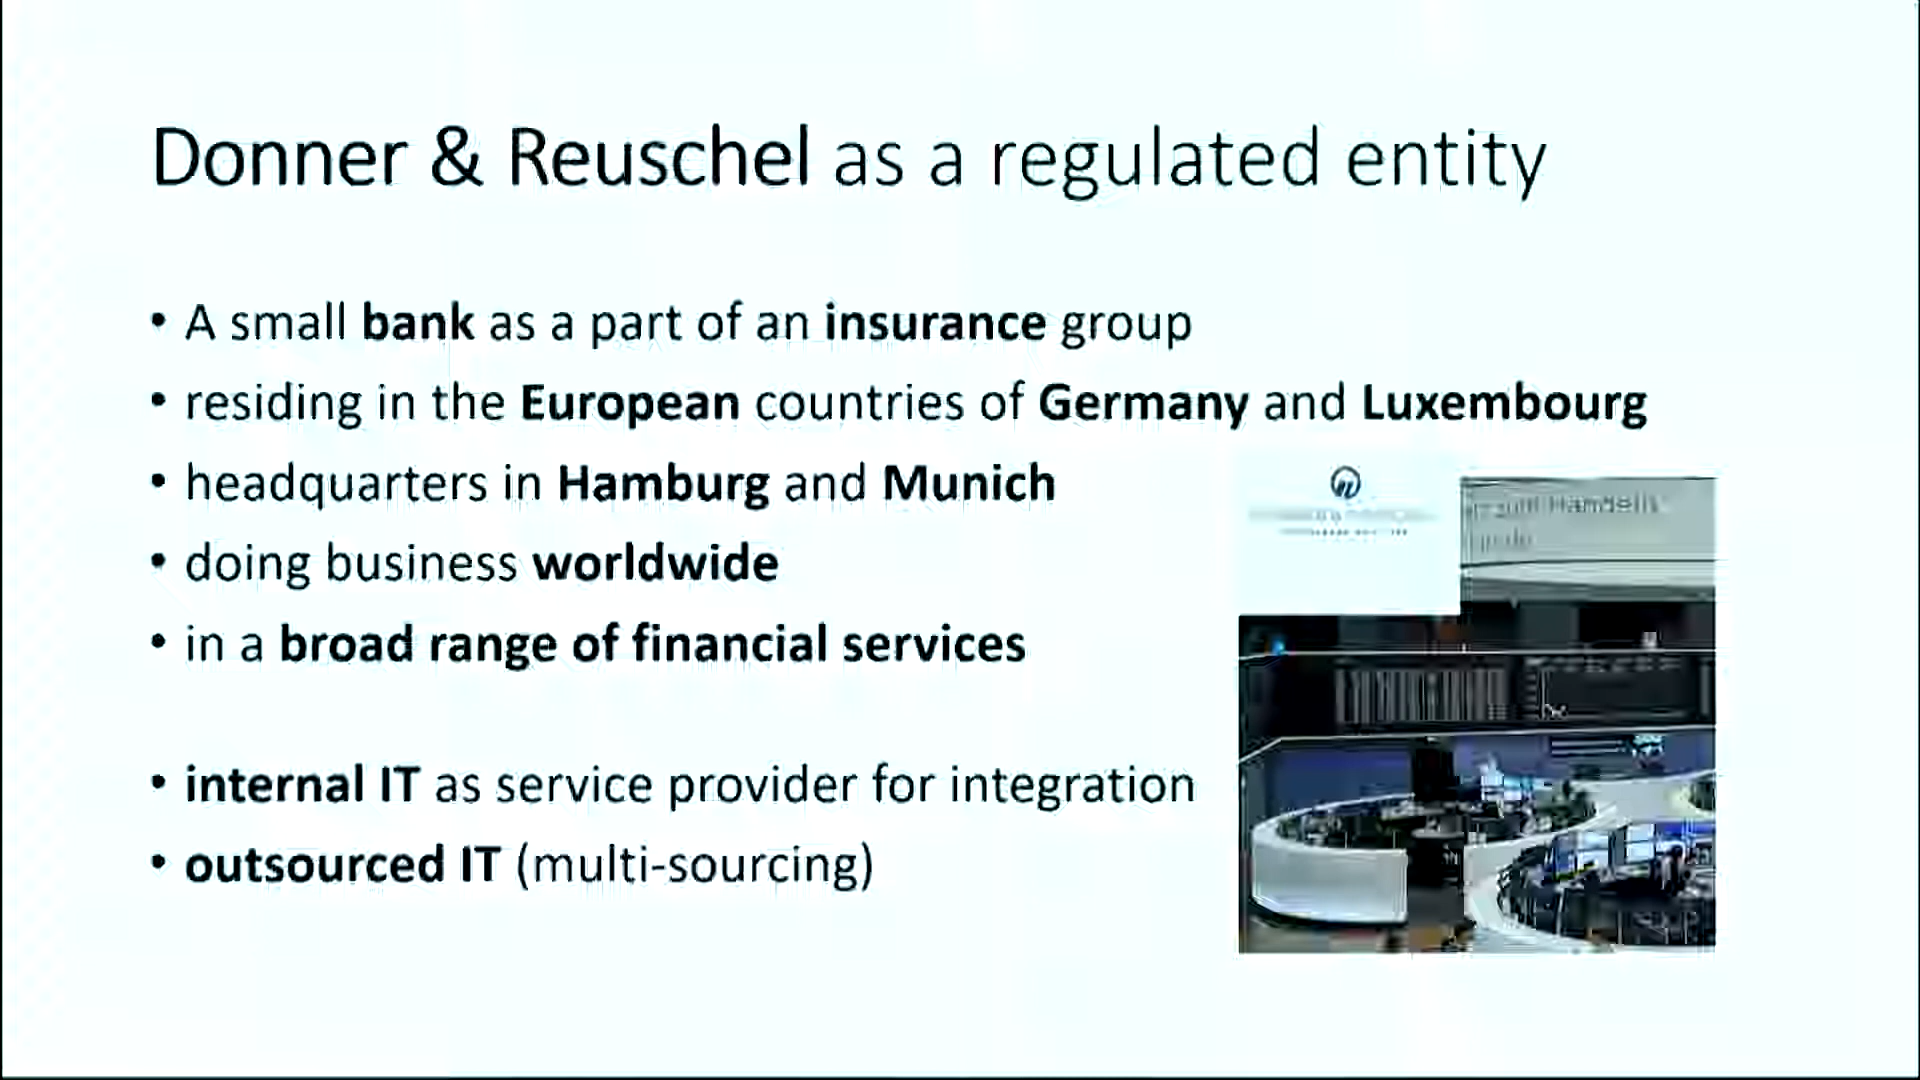 Donner & Reuschel as a regulated entity
• A small bank as a part of an insurance group
• residing in the European countries of Germany and Luxembourg
• headquarters in Hamburg and Munich
• doing business worldwide
• in a broad range of financial services
• internal IT as service provider for integration
• outsourced IT (multi-sourcing)